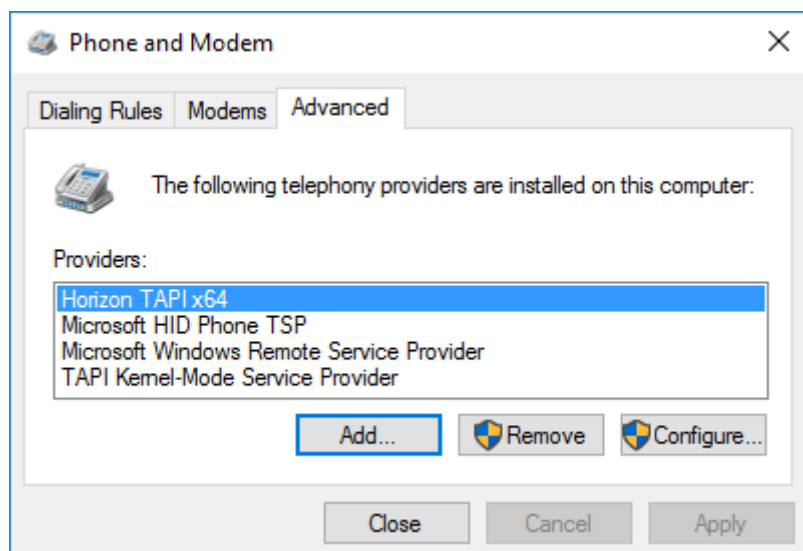 Phone and Modem
Dialing Rules Modems Advanced
The following telephony providers are installed on this computer:
Providers:
Horizon TAPI x64
Microsoft HID Phone TSP
Microsoft Windows Remote Service Provider
TAPI Kernel-Mode Service Provider
Add... Remove Configure...
Close Cancel Apply